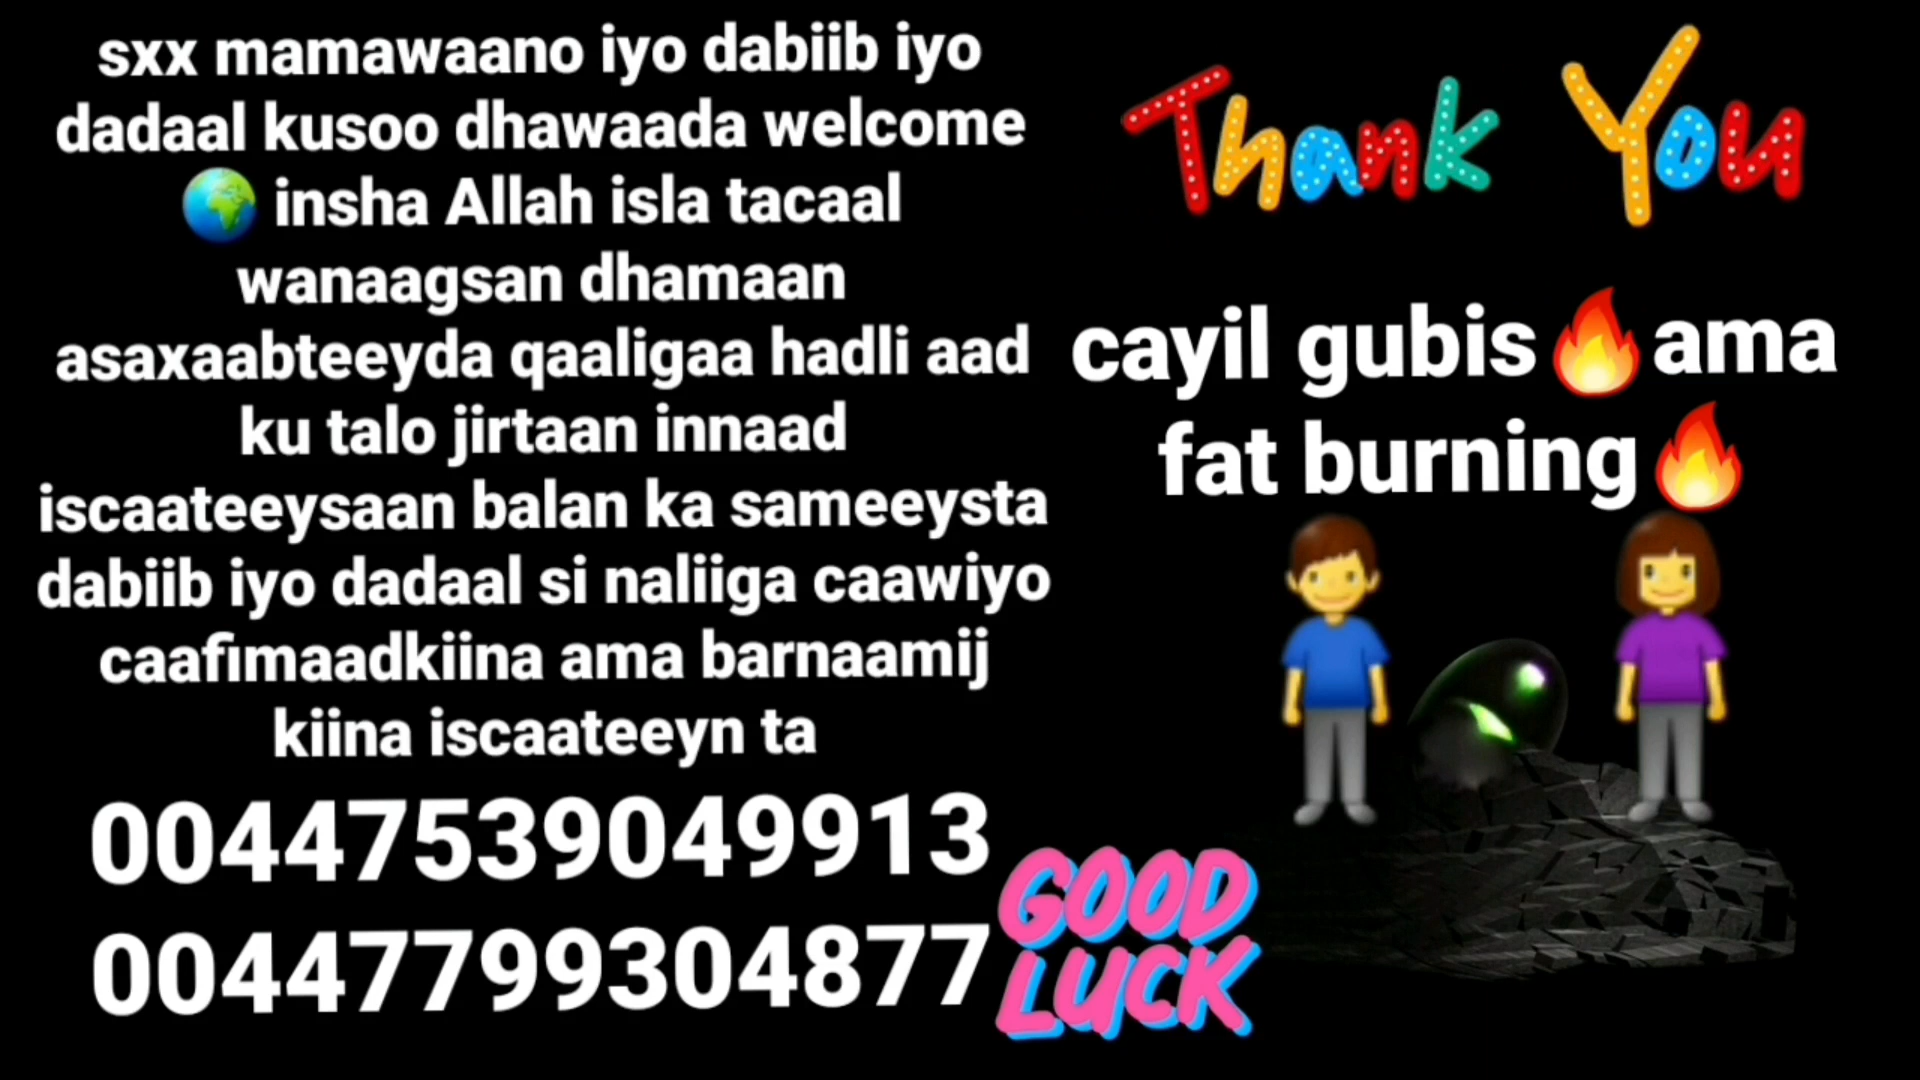 sxx mamawaano iyo dabiib iyo
dadaal kusoo dhawaada welcome
🌍 insha Allah isla tacaal
wanaagsan dhamaan
asaxaabteeyda qaaligaa hadli aad
ku talo jirtaan innaad
iscaateeysaan balan ka sameeysta
dabiib iyo dadaal si naliiga caawiyo
caafimaadkiina ama barnaamij
kiina iscaateeyn ta
00447539049913
00447799304877
Thank You
cayil gubis🔥ama
fat burning🔥
GOOD
LUCK